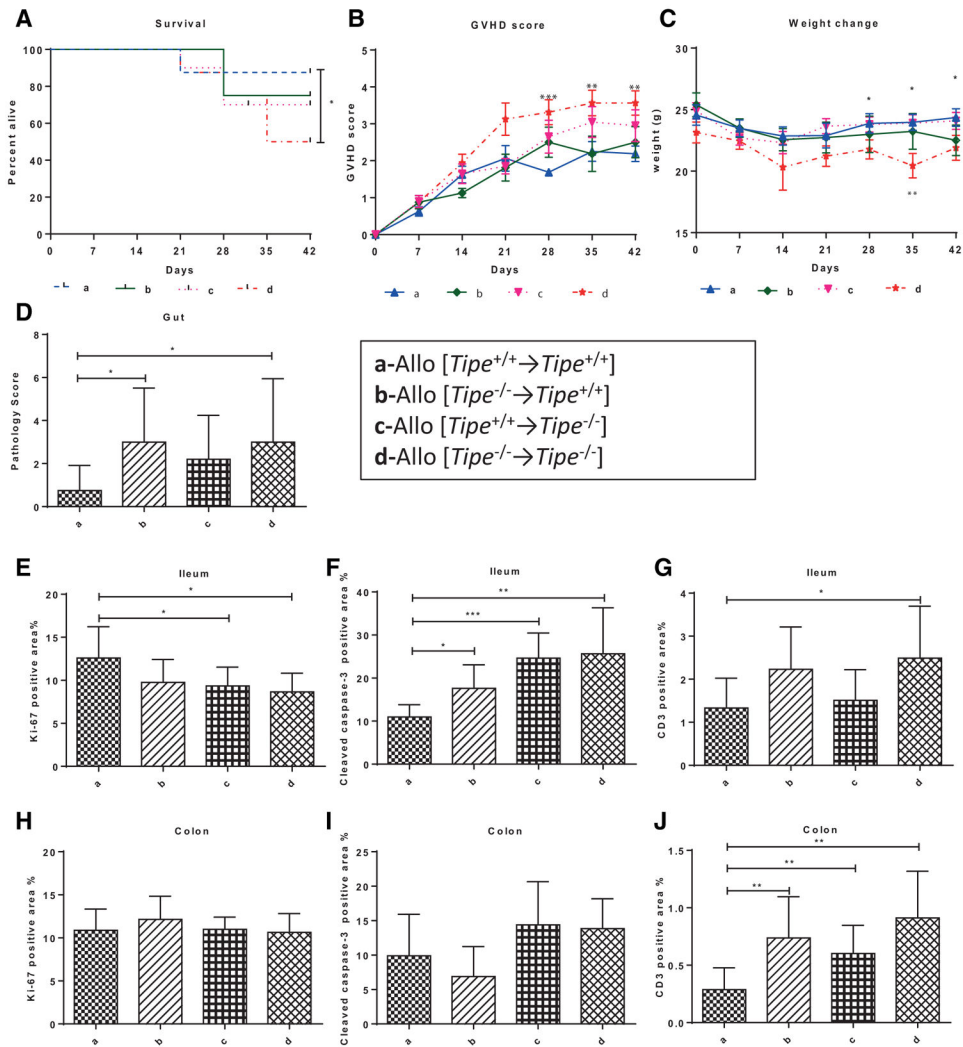 A
Survival
Percent alive
100
80
60
40
20
0
0 7 14 21 28 35 42
Days
*
a b c d
B
GVHD score
GVHD score
5
4
3
2
1
0
0 7 14 21 28 35 42
Days
*** ** **
a b c d
C
Weight change
weight (g)
30
25
20
15
0 7 14 21 28 35 42
Days
* * *
**
a b c d
D
Gut
Pathology Score
8
6
4
2
0
*
*
a b c d
a-Allo [Tipe+/+→Tipe+/+]
b-Allo [Tipe-/-→Tipe+/+]
c-Allo [Tipe+/+→Tipe-/-]
d-Allo [Tipe-/-→Tipe-/-]
E
Ileum
Ki-67 positive area%
20
15
10
5
0
*
*
a b c d
F
Ileum
Cleaved caspase-3 positive area %
40
30
20
10
0
**
***
*
a b c d
G
Ileum
CD3 positive area%
4
3
2
1
0
*
a b c d
H
Colon
Ki-67 positive area %
20
15
10
5
0
a b c d
I
Colon
Cleaved caspase-3 positive area %
25
20
15
10
5
0
a b c d
J
Colon
CD3 positive area %
1.5
1.0
0.5
0.0
**
**
**
a b c d